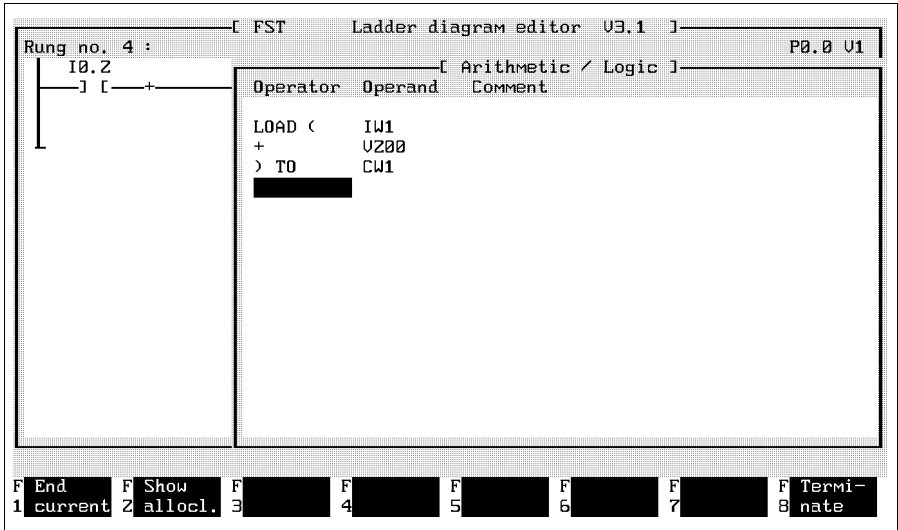 [ FST Ladder diagram editor V3.1 ]
Rung no. 4 : P0.0 V1
I0.2
] [ +
[ Arithmetic / Logic ]
Operator Operand Comment
LOAD ( IW1
+ V200
) TO CW1
F1 End current
F2 Show allocl.
F3
F4
F5
F6
F7
F8 Termi-
nate